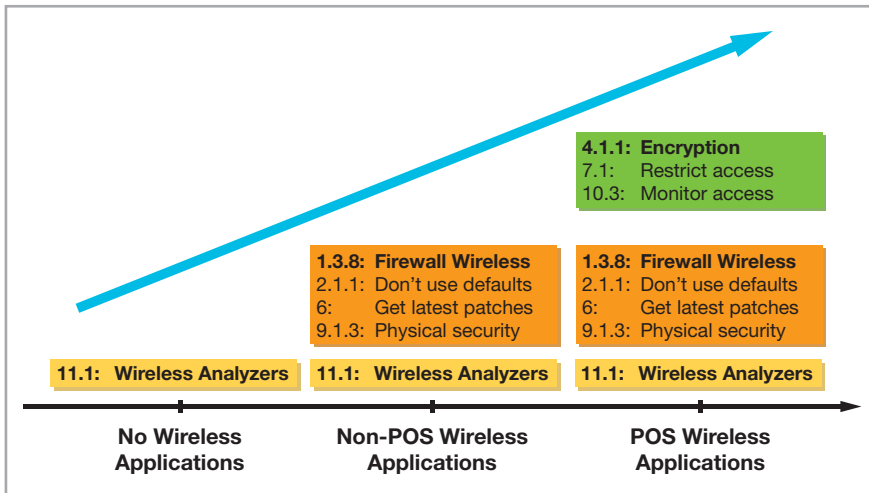 4.1.1: Encryption
7.1: Restrict access
10.3: Monitor access
1.3.8: Firewall Wireless
2.1.1: Don’t use defaults
6: Get latest patches
9.1.3: Physical security
1.3.8: Firewall Wireless
2.1.1: Don’t use defaults
6: Get latest patches
9.1.3: Physical security
11.1: Wireless Analyzers
11.1: Wireless Analyzers
11.1: Wireless Analyzers
No Wireless
Applications
Non-POS Wireless
Applications
POS Wireless
Applications